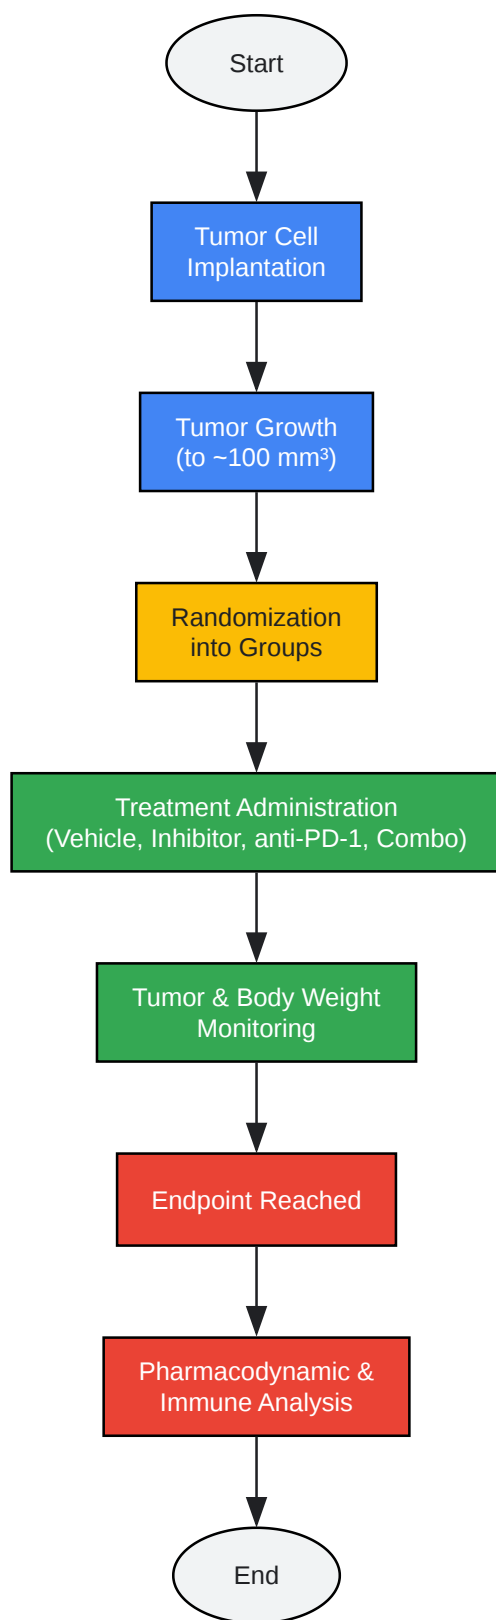 Start
Tumor Cell
Implantation
Tumor Growth
(to ~100 mm³)
Randomization
into Groups
Treatment Administration
(Vehicle, Inhibitor, anti-PD-1, Combo)
Tumor & Body Weight
Monitoring
Endpoint Reached
Pharmacodynamic &
Immune Analysis
End